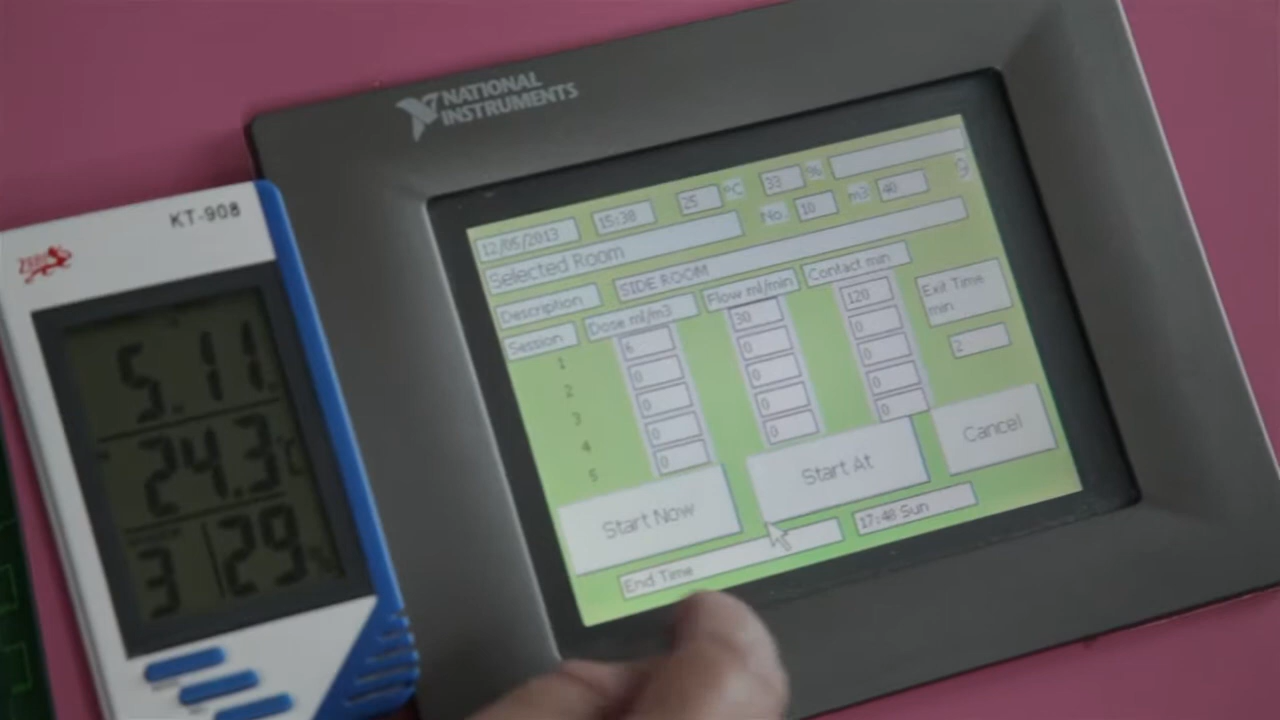 NATIONAL
INSTRUMENTS
KT-908
5.11
24.3 °C
3 29
12/05/2013 15:38 25 °C 33 %
Selected Room No. 10 m3 40
Description SIDE ROOM
Session Dose ml/m3 Flow ml/min Contact min Exit Time min
1 6 30 120 2
2 0 0 0
3 0 0 0
4 0 0 0
5 0 0 0
Start Now Start At Cancel
End Time 17:48 Sun